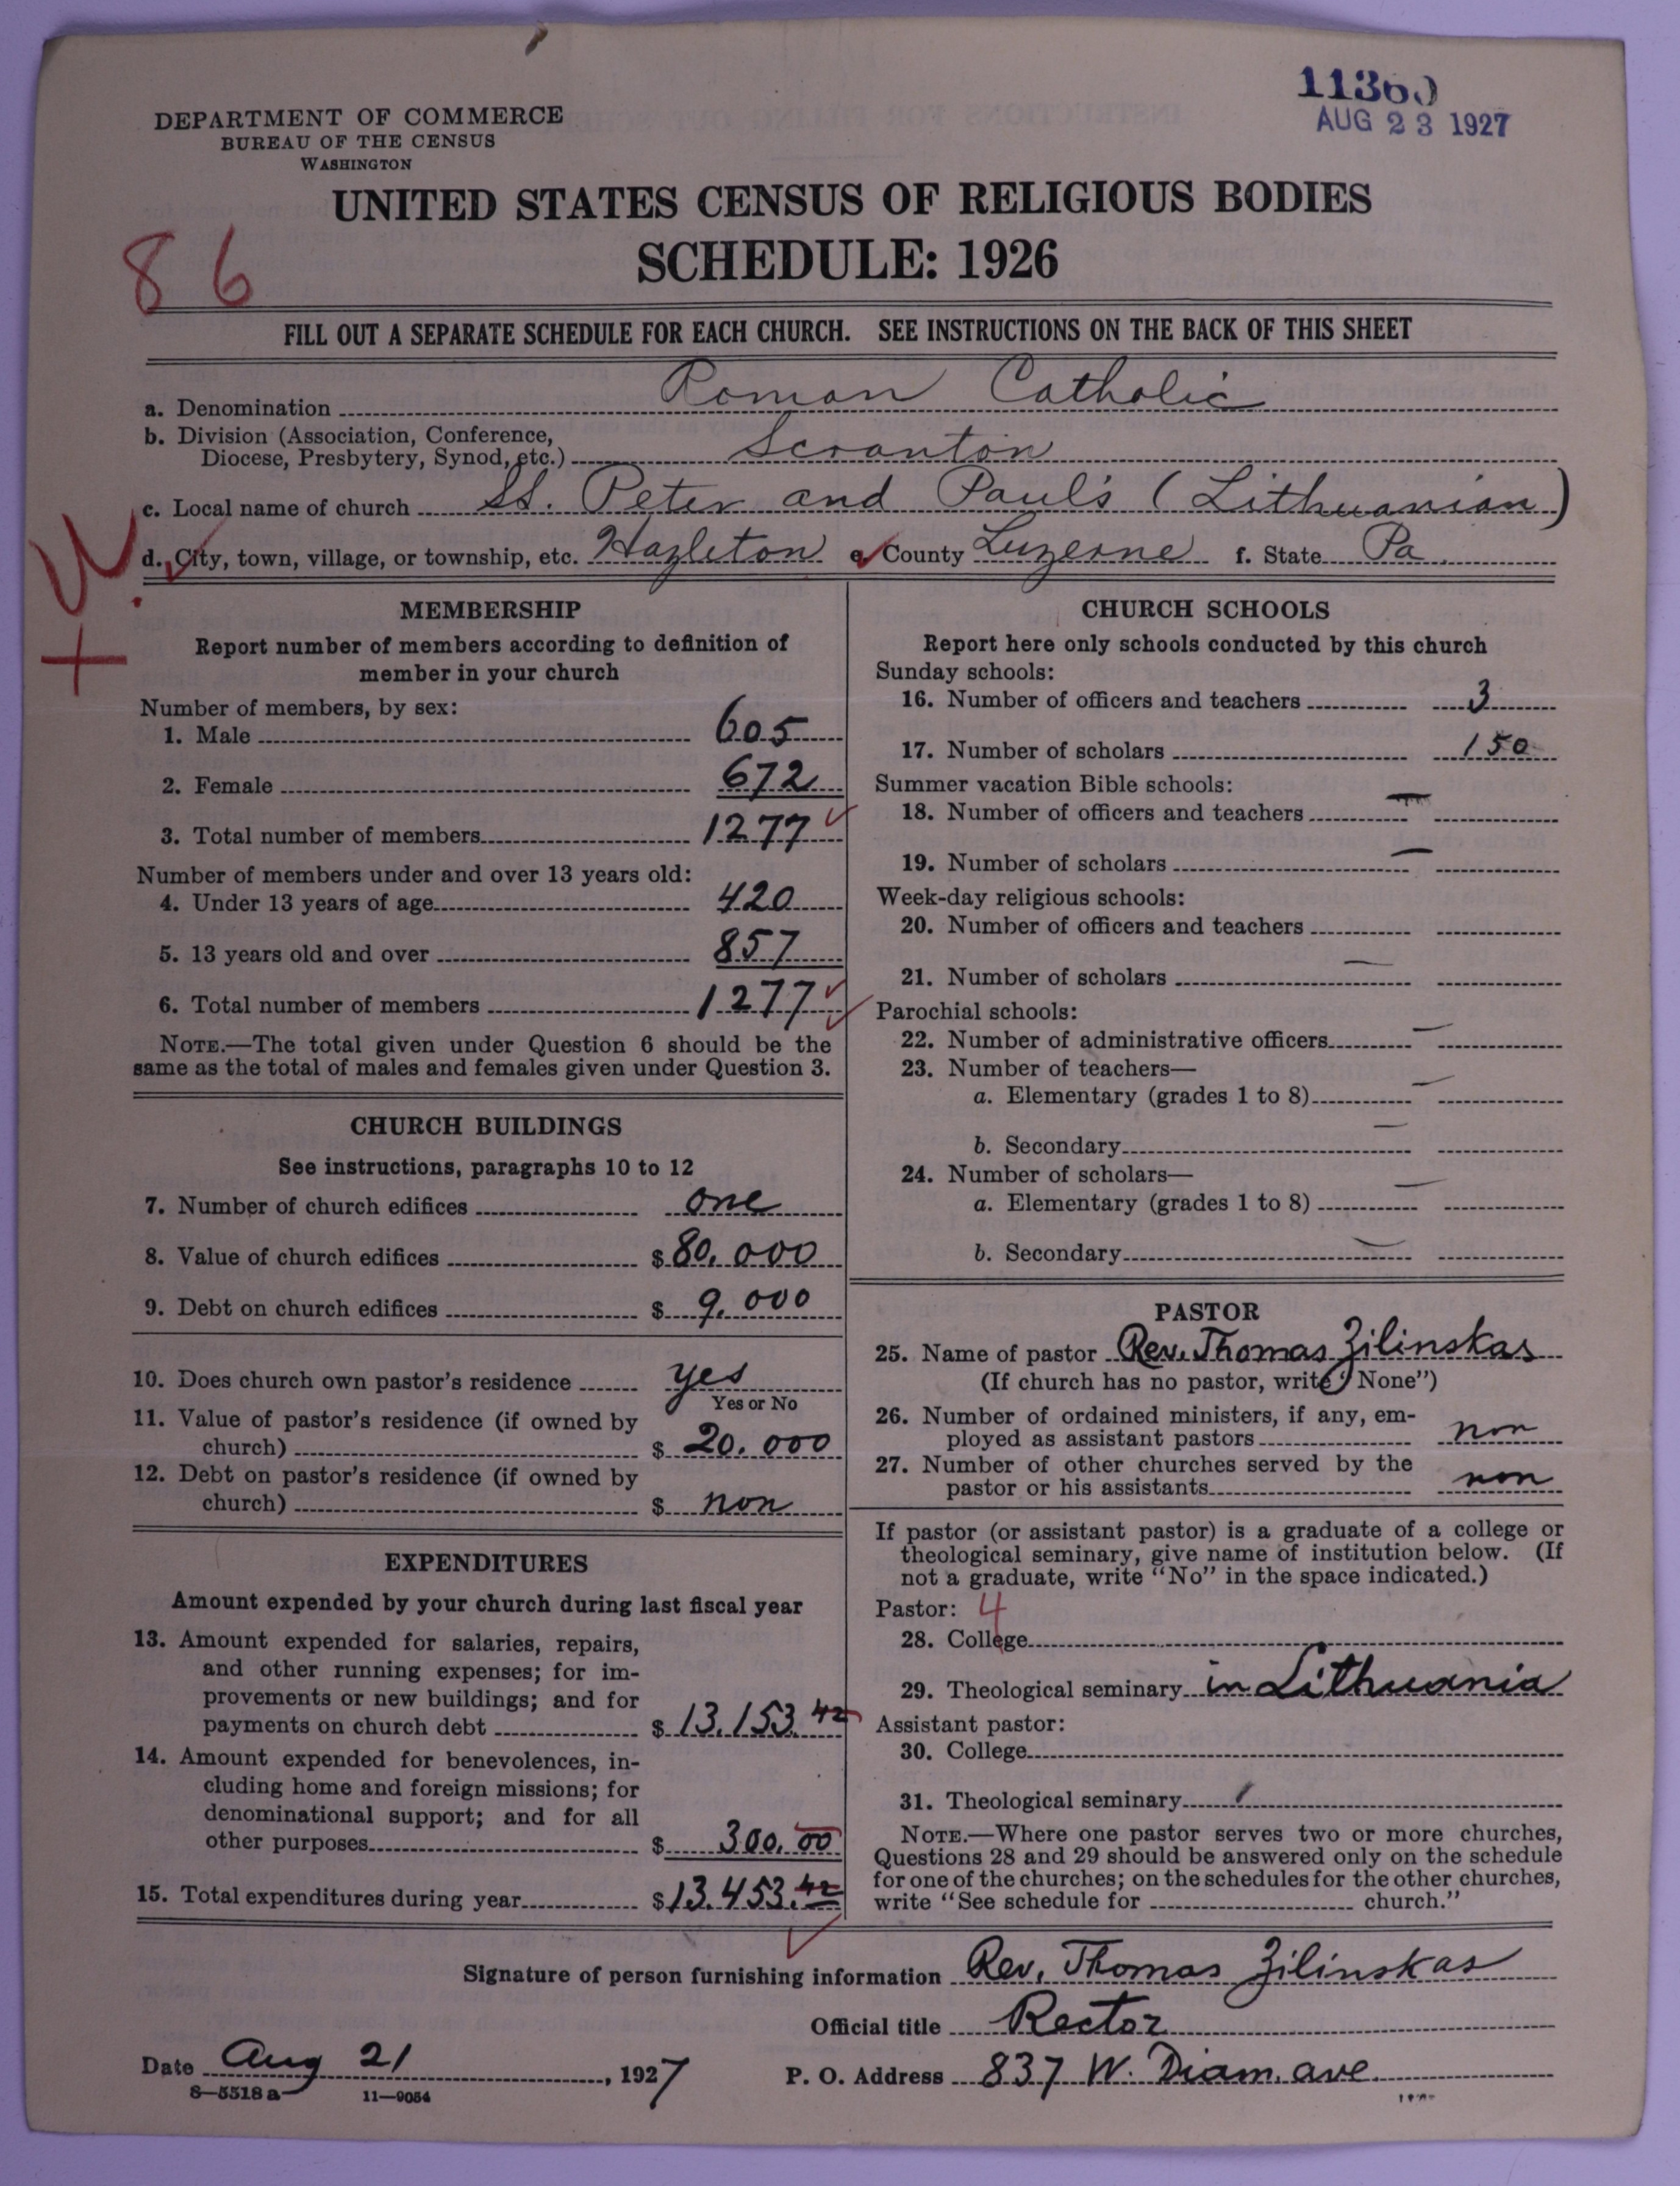 AUG 23 1927
DEPARTMENT OF COMMERCE
BUREAU OF THE CENSUS
WASHINGTON
UNITED STATES CENSUS OF RELIGIOUS BODIES
SCHEDULE: 1926
86
FILL OUT A SEPARATE SCHEDULE FOR EACH CHURCH. SEE INSTRUCTIONS ON THE BACK OF THIS SHEET
a. Denomination Roman Catholic
b. Division (Association, Conference,
Diocese, Presbytery, Synod, etc.) Scranton
c. Local name of church SS. Peter and Paul's (Lithuanian)
d. City, town, village, or township, etc. Hazleton e. County Luzerne f. State Pa
MEMBERSHIP
Report number of members according to definition of
member in your church
Number of members, by sex:
1. Male 605
2. Female 672
3. Total number of members 1277
Number of members under and over 13 years old:
4. Under 13 years of age 420
5. 13 years old and over 857
6. Total number of members 1277
NOTE.—The total given under Question 6 should be the
same as the total of males and females given under Question 3.
CHURCH BUILDINGS
See instructions, paragraphs 10 to 12
7. Number of church edifices one
8. Value of church edifices $ 80,000
9. Debt on church edifices $ 9,000
10. Does church own pastor's residence yes
Yes or No
11. Value of pastor's residence (if owned by
church) $ 20.000
12. Debt on pastor's residence (if owned by
church) $ non
EXPENDITURES
Amount expended by your church during last fiscal year
13. Amount expended for salaries, repairs,
and other running expenses; for im-
provements or new buildings; and for
payments on church debt $ 13.153.42
14. Amount expended for benevolences, in-
cluding home and foreign missions; for
denominational support; and for all
other purposes $ 300.00
15. Total expenditures during year $ 13.453.42
CHURCH SCHOOLS
Report here only schools conducted by this church
Sunday schools:
16. Number of officers and teachers 3
17. Number of scholars 150
Summer vacation Bible schools:
18. Number of officers and teachers —
19. Number of scholars —
Week-day religious schools:
20. Number of officers and teachers
21. Number of scholars —
Parochial schools:
22. Number of administrative officers —
23. Number of teachers—
a. Elementary (grades 1 to 8) —
b. Secondary —
24. Number of scholars—
a. Elementary (grades 1 to 8) —
b. Secondary —
PASTOR
25. Name of pastor Rev. Thomas Zilinskas
(If church has no pastor, write "None")
26. Number of ordained ministers, if any, em-
ployed as assistant pastors non
27. Number of other churches served by the
pastor or his assistants non
If pastor (or assistant pastor) is a graduate of a college or
theological seminary, give name of institution below. (If
not a graduate, write "No" in the space indicated.)
Pastor: 4
28. College
29. Theological seminary in Lithuania
Assistant pastor:
30. College
31. Theological seminary
NOTE.—Where one pastor serves two or more churches,
Questions 28 and 29 should be answered only on the schedule
for one of the churches; on the schedules for the other churches,
write "See schedule for church."
Signature of person furnishing information Rev. Thomas Zilinskas
Official title Rector
Date Aug 21, 1927 P. O. Address 837 W. Diam. ave.
8—5518 a 11—9054